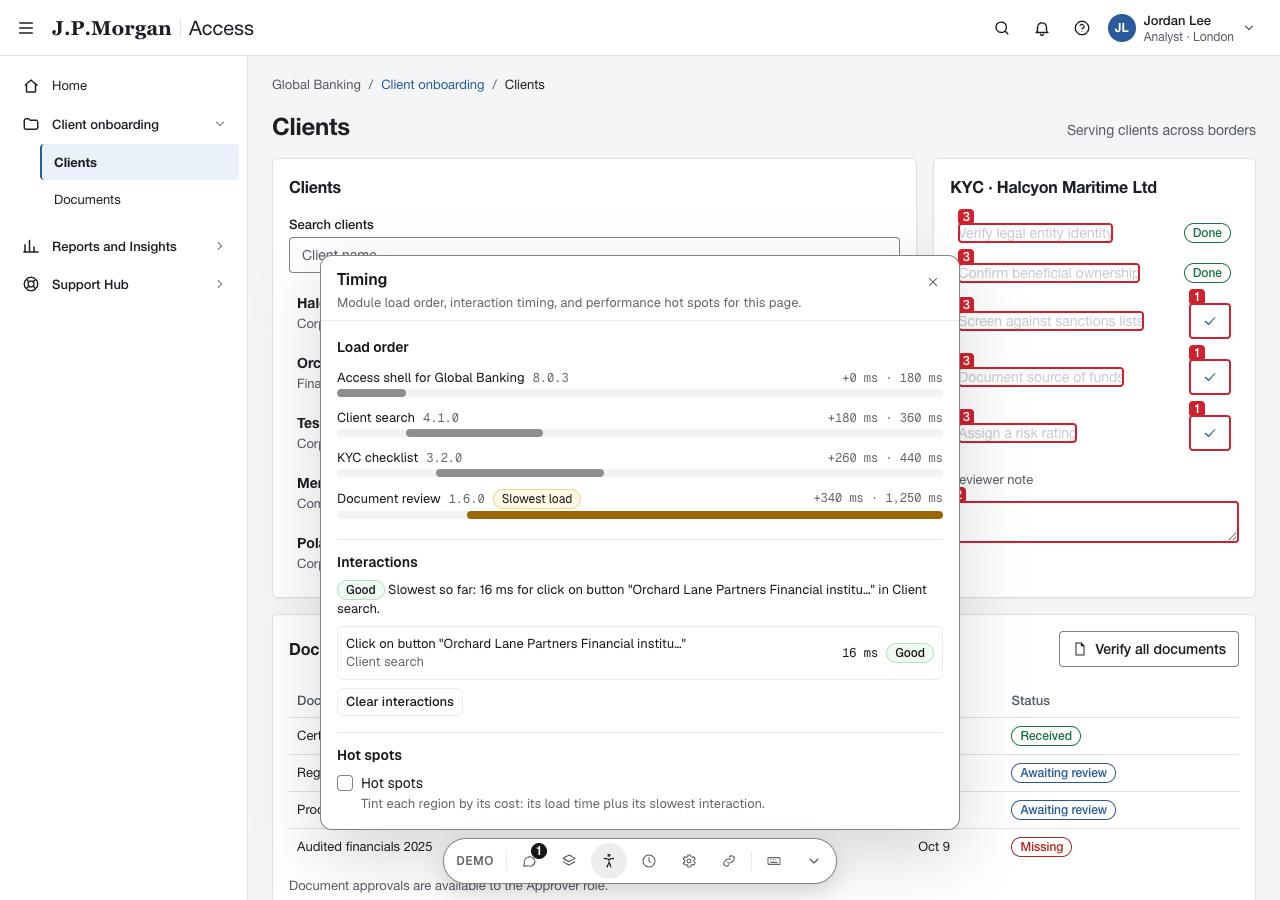 J.P.Morgan Access
JL
Jordan Lee
Analyst · London
Home
Client onboarding
Clients
Documents
Reports and Insights
Support Hub
Global Banking / Client onboarding / Clients
Clients
Serving clients across borders
Clients
Search clients
Client name
KYC · Halcyon Maritime Ltd
3
Verify legal entity identity
Done
3
Confirm beneficial ownership
Done
3
Screen against sanctions lists
1
3
Document source of funds
1
3
Assign a risk rating
1
eviewer note
Timing
Module load order, interaction timing, and performance hot spots for this page.
Load order
Access shell for Global Banking 8.0.3
+0 ms · 180 ms
Client search 4.1.0
+180 ms · 360 ms
KYC checklist 3.2.0
+260 ms · 440 ms
Document review 1.6.0 Slowest load
+340 ms · 1,250 ms
Interactions
Good Slowest so far: 16 ms for click on button "Orchard Lane Partners Financial institu…" in Client
search.
Click on button "Orchard Lane Partners Financial institu…"
Client search
16 ms Good
Clear interactions
Hot spots
Hot spots
Tint each region by its cost: its load time plus its slowest interaction.
Verify all documents
Status
Received
Awaiting review
Awaiting review
Audited financials 2025
Oct 9
Missing
Document approvals are available to the Approver role.
DEMO
1